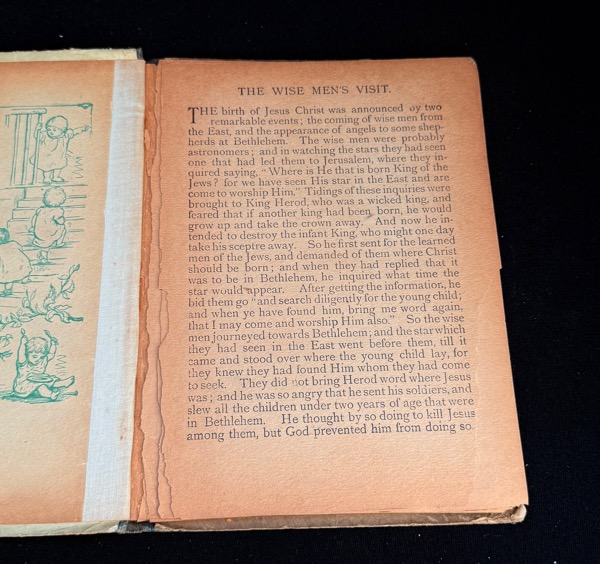 THE WISE MEN'S VISIT.
THE birth of Jesus Christ was announced by two
remarkable events; the coming of wise men from
the East, and the appearance of angels to some shep-
herds at Bethlehem. The wise men were probably
astronomers; and in watching the stars they had seen
one that had led them to Jerusalem, where they in-
quired saying, "Where is He that is born King of the
Jews? for we have seen His star in the East and are
come to worship Him." Tidings of these inquiries were
brought to King Herod, who was a wicked king, and
feared that if another king had been born, he would
grow up and take the crown away. And now he in-
tended to destroy the infant King, who might one day
take his sceptre away. So he first sent for the learned
men of the Jews, and demanded of them where Christ
should be born; and when they had replied that it
was to be in Bethlehem, he inquired what time the
star would appear. After getting the information, he
bid them go "and search diligently for the young child;
and when ye have found him, bring me word again,
that I may come and worship Him also." So the wise
men journeyed towards Bethlehem; and the star which
they had seen in the East went before them, till it
came and stood over where the young child lay, for
they knew they had found Him whom they had come
to seek. They did not bring Herod word where Jesus
was; and he was so angry that he sent his soldiers, and
slew all the children under two years of age that were
in Bethlehem. He thought by so doing to kill Jesus
among them, but God prevented him from doing so.